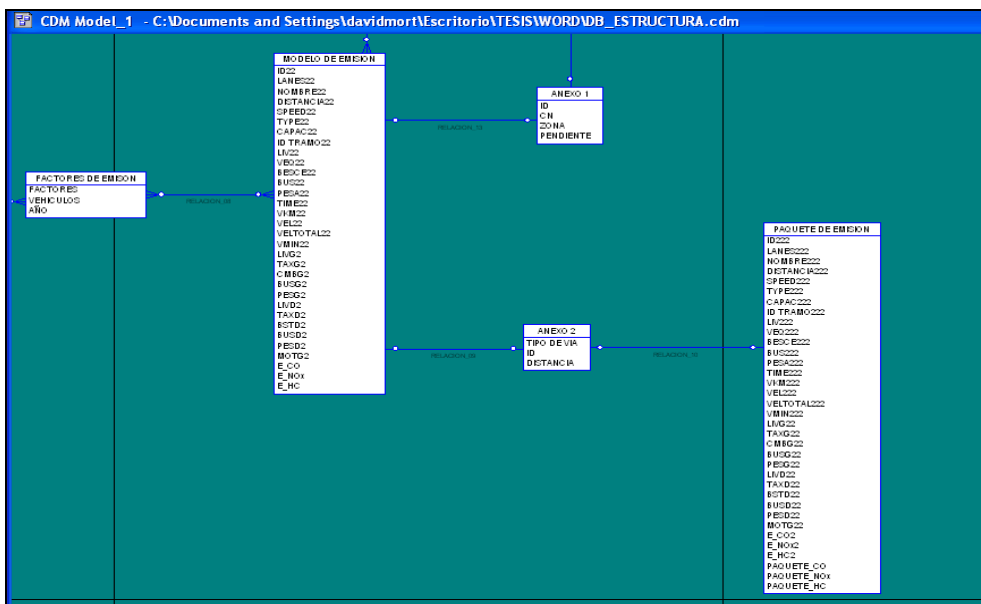 CDM Model_1 - C:\Documents and Settings\davidmort\Escritorio\TESIS\WORD\DB_ESTRUCTURA.cdm
MODELO DE EMISION
ID22
LANES22
NOMBRE22
DISTANCIA22
SPEED22
TYPE22
CAPAC22
ID TRAMO22
LIV22
VEO22
BESCE22
BUS22
PESA22
TIME22
VKM22
VEL22
VELTOTAL22
VMIN22
LIVG2
TAXG2
CMBG2
BUSG2
PESG2
LIVD2
TAXD2
BSTD2
BUSD2
PESD2
MOTG2
E_CO
E_NOx
E_HC
ANEXO 1
ID
CN
ZONA
PENDIENTE
RELACION_13
FACTORES DE EMISON
FACTORES
VEHICULOS
AÑO
PAQUETE DE EMISION
ID222
LANES222
NOMBRE222
DISTANCIA222
SPEED222
TYPE222
CAPAC222
ID TRAMO222
LIV222
VEO222
BESCE222
BUS222
PESA222
TIME222
VKM222
VEL222
VELTOTAL222
VMIN222
LIVG22
TAXG22
CMBG22
BUSG22
PESG22
LIVD22
TAXD22
BSTD22
BUSD22
PESD22
MOTG22
E_CO2
E_NOx2
E_HC2
PAQUETE_CO
PAQUETE_NOx
PAQUETE_HC
ANEXO 2
TIPO DE VIA
ID
DISTANCIA